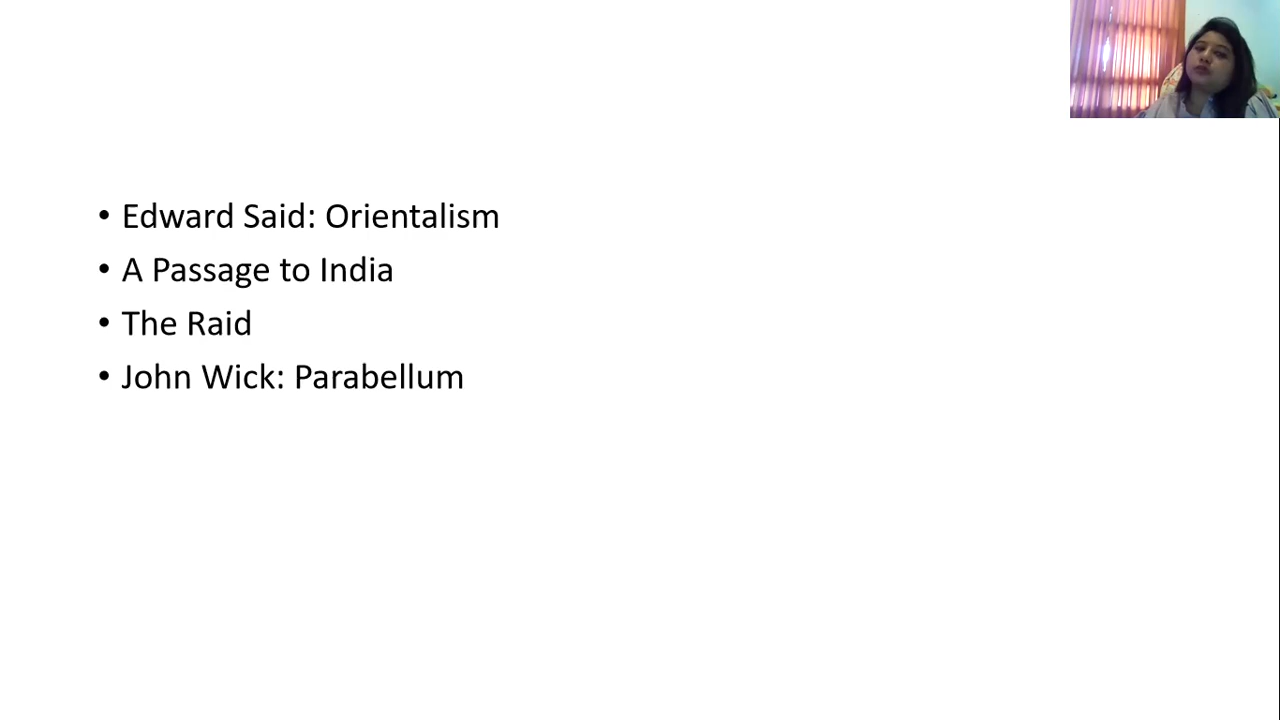 • Edward Said: Orientalism
• A Passage to India
• The Raid
• John Wick: Parabellum